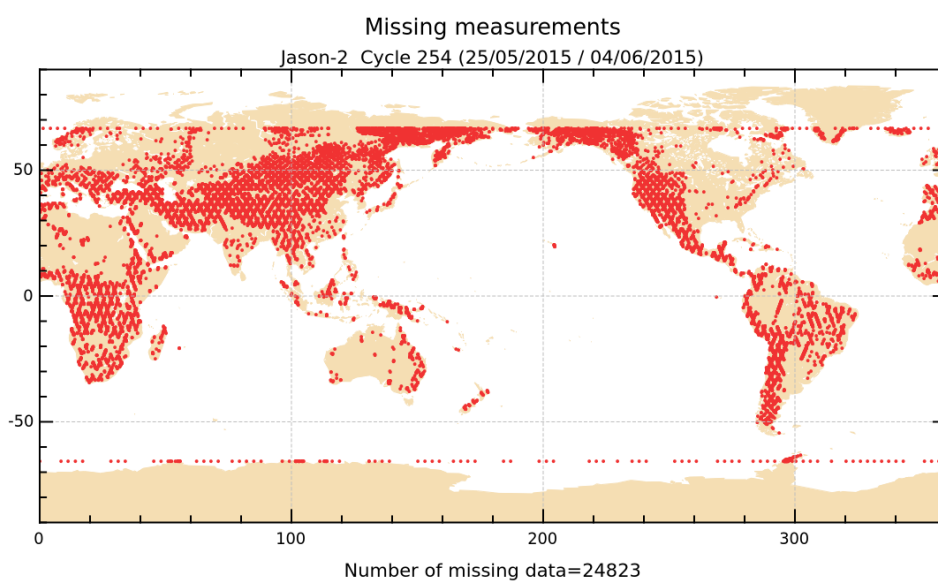 Missing measurements
Jason-2 Cycle 254 (25/05/2015 / 04/06/2015)
50
0
-50
0 100 200 300
Number of missing data=24823